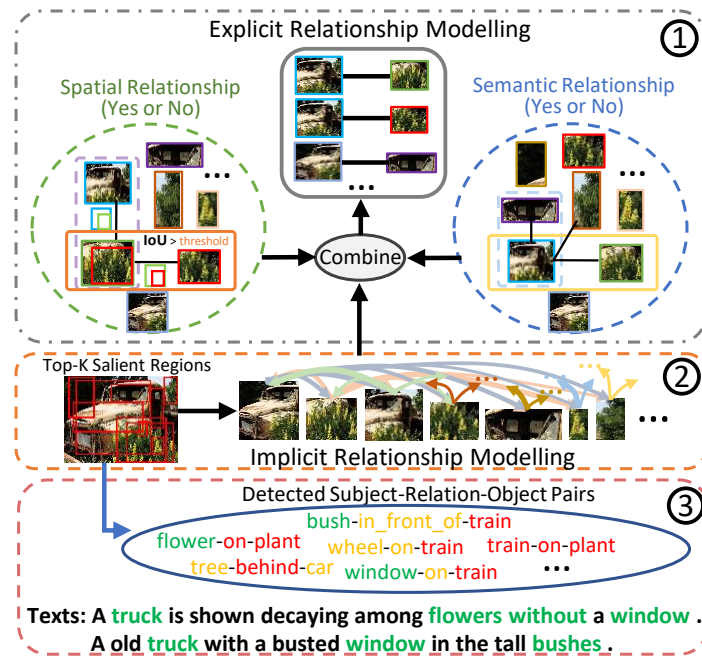 Explicit Relationship Modelling
1
Spatial Relationship
(Yes or No)
Semantic Relationship
(Yes or No)
...
...
...
IoU > threshold
Combine
Top-K Salient Regions
2
...
...
...
...
Implicit Relationship Modelling
Detected Subject-Relation-Object Pairs
3
bush-in_front_of-train
flower-on-plant
wheel-on-train
train-on-plant
tree-behind-car
window-on-train
...
Texts: A truck is shown decaying among flowers without a window .
A old truck with a busted window in the tall bushes .